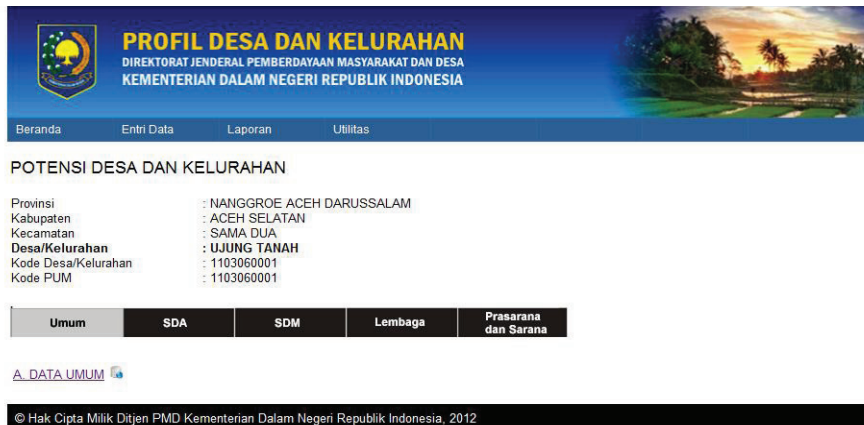 PROFIL DESA DAN KELURAHAN
DIREKTORAT JENDERAL PEMBERDAYAAN MASYARAKAT DAN DESA
KEMENTERIAN DALAM NEGERI REPUBLIK INDONESIA
Beranda Entri Data Laporan Utilitas
POTENSI DESA DAN KELURAHAN
Provinsi : NANGGROE ACEH DARUSSALAM
Kabupaten : ACEH SELATAN
Kecamatan : SAMA DUA
Desa/Kelurahan : UJUNG TANAH
Kode Desa/Kelurahan : 1103060001
Kode PUM : 1103060001
Umum SDA SDM Lembaga Prasarana dan Sarana
A. DATA UMUM
© Hak Cipta Milik Ditjen PMD Kementerian Dalam Negeri Republik Indonesia, 2012